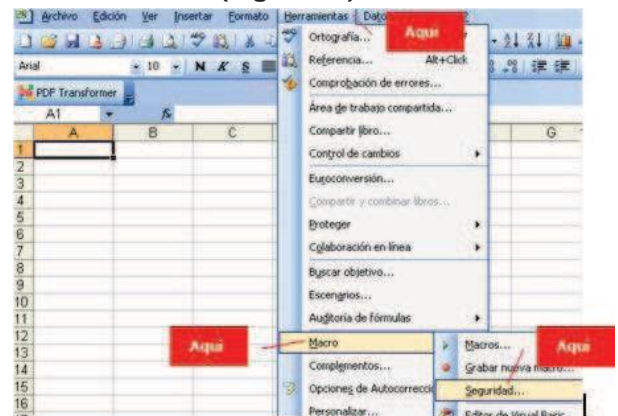 Archivo Edición Ver Insertar Formato Herramientas
Arial 10 N K S
PDF Transformer
A1 fx
A B C G
1
2
3
4
5
6
7
8
9
10
11
12
13
14
15
16
Ortografía...
Aquí
Referencia... Alt+Click
Comprobación de errores...
Área de trabajo compartida...
Compartir libro...
Control de cambios
Euroconversión...
Compartir y combinar libros...
Proteger
Colaboración en línea
Buscar objetivo...
Escenarios...
Auditoría de fórmulas
Aquí
Macro
Complementos...
Opciones de Autocorrecció
Personalizar...
Macros...
Aquí
Grabar nueva macro...
Seguridad...
Editor de Visual Basic